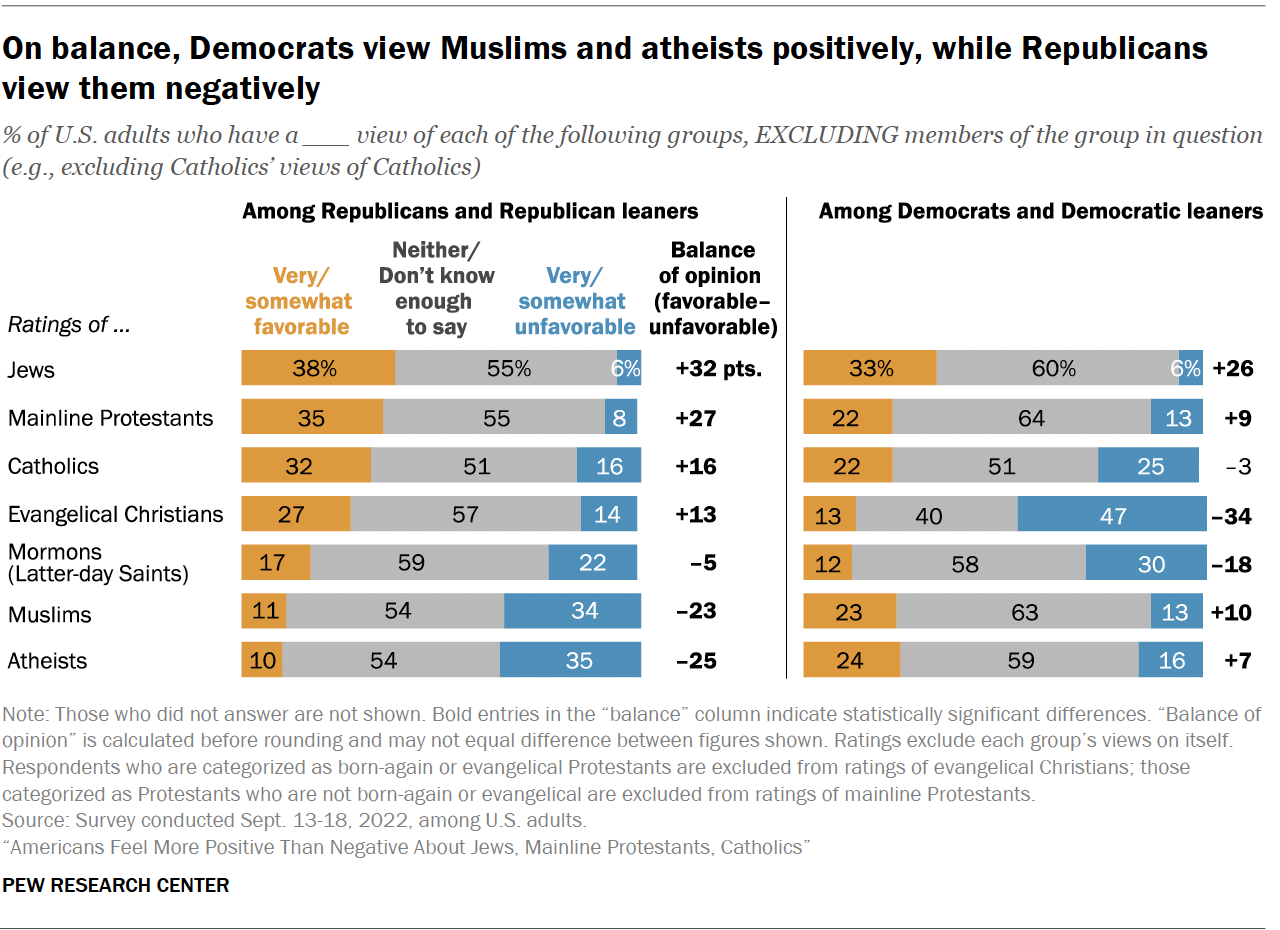 On balance, Democrats view Muslims and atheists positively, while Republicans
view them negatively
% of U.S. adults who have a ___ view of each of the following groups, EXCLUDING members of the group in question
(e.g., excluding Catholics’ views of Catholics)
Among Republicans and Republican leaners
Among Democrats and Democratic leaners
Ratings of ...
Very/
somewhat
favorable
Neither/
Don’t know
enough
to say
Very/
somewhat
unfavorable
Balance
of opinion
(favorable–
unfavorable)
Jews 38% 55% 6% +32 pts. 33% 60% 6% +26
Mainline Protestants 35 55 8 +27 22 64 13 +9
Catholics 32 51 16 +16 22 51 25 –3
Evangelical Christians 27 57 14 +13 13 40 47 –34
Mormons
(Latter-day Saints) 17 59 22 –5 12 58 30 –18
Muslims 11 54 34 –23 23 63 13 +10
Atheists 10 54 35 –25 24 59 16 +7
Note: Those who did not answer are not shown. Bold entries in the “balance” column indicate statistically significant differences. “Balance of
opinion” is calculated before rounding and may not equal difference between figures shown. Ratings exclude each group’s views on itself.
Respondents who are categorized as born-again or evangelical Protestants are excluded from ratings of evangelical Christians; those
categorized as Protestants who are not born-again or evangelical are excluded from ratings of mainline Protestants.
Source: Survey conducted Sept. 13-18, 2022, among U.S. adults.
“Americans Feel More Positive Than Negative About Jews, Mainline Protestants, Catholics”
PEW RESEARCH CENTER